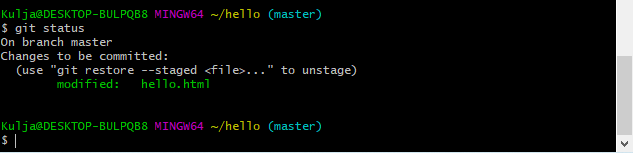 Kulja@DESKTOP-BULPQB8 MINGW64 ~/hello (master)
$ git status
On branch master
Changes to be committed:
  (use "git restore --staged <file>..." to unstage)
        modified:   hello.html

Kulja@DESKTOP-BULPQB8 MINGW64 ~/hello (master)
$